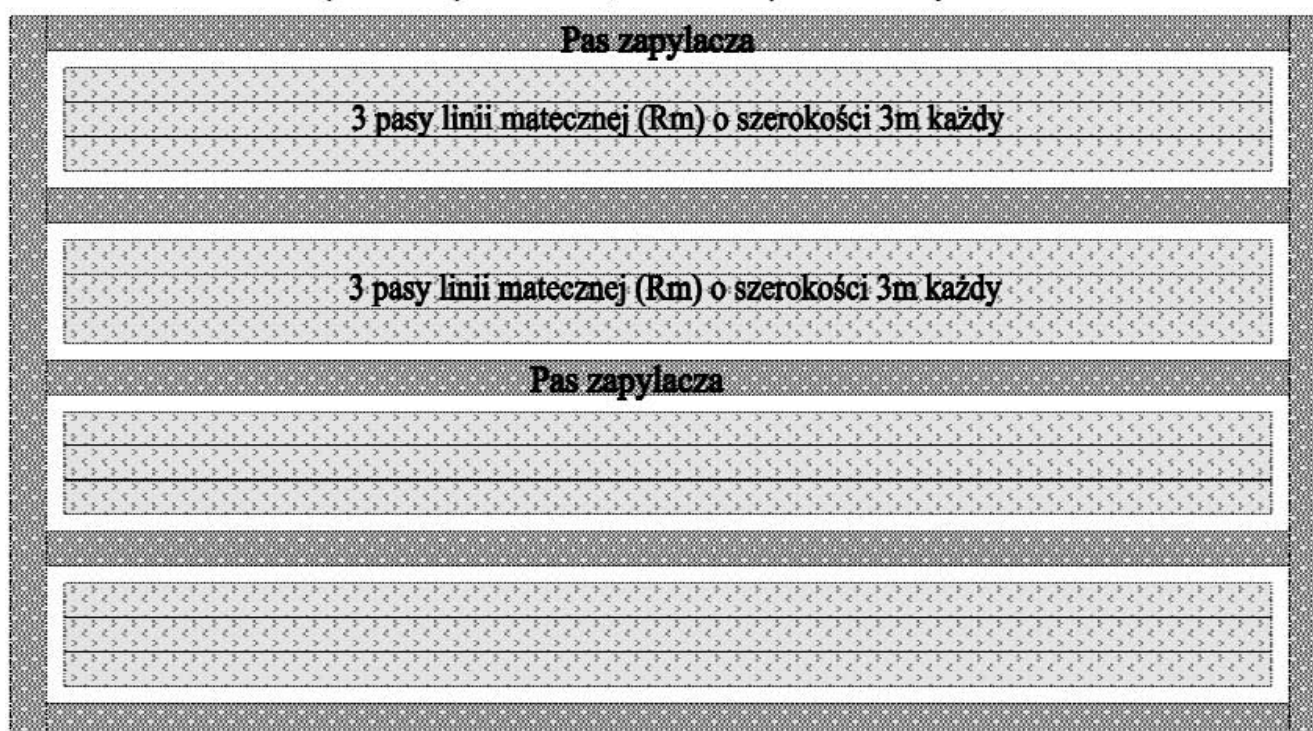 Pas zapylacza
3 pasy linii matecznej (Rm) o szerokości 3m każdy
3 pasy linii matecznej (Rm) o szerokości 3m każdy
Pas zapylacza